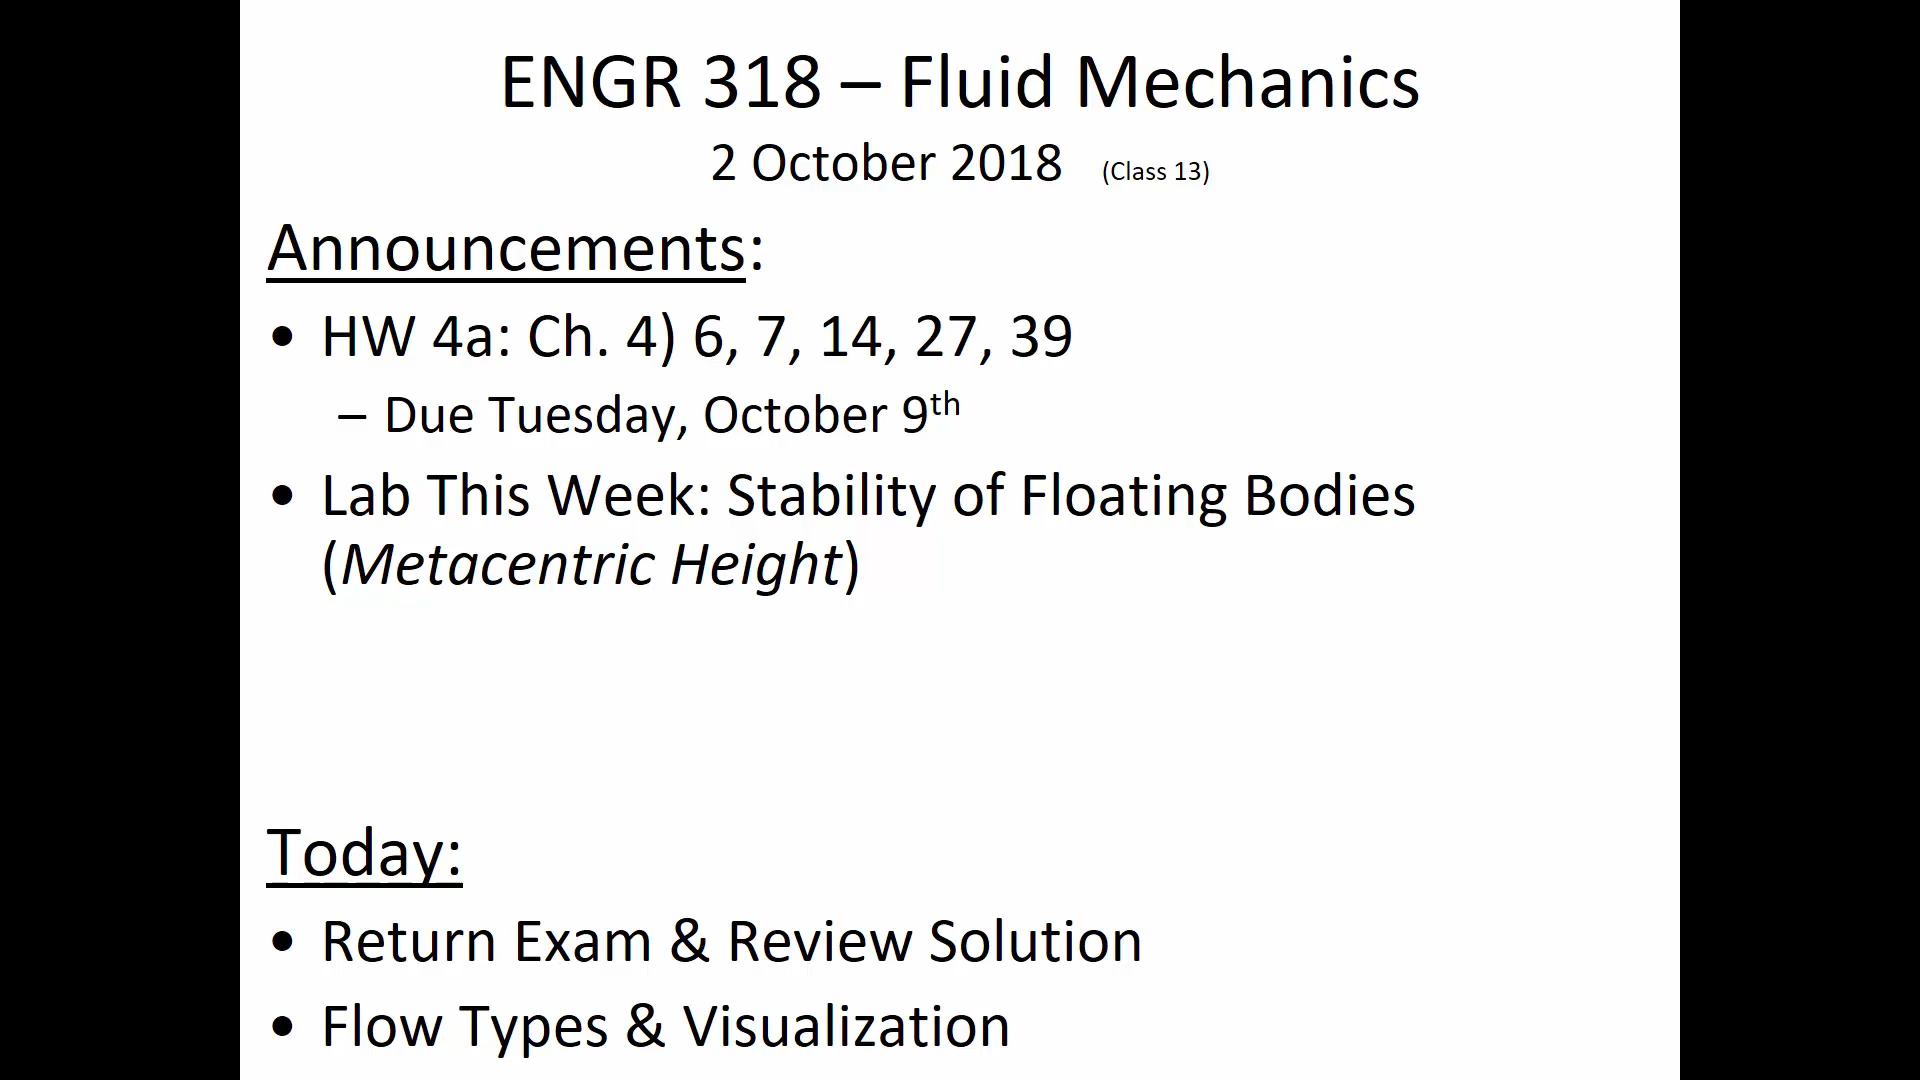 ENGR 318 – Fluid Mechanics
2 October 2018 (Class 13)
Announcements:
• HW 4a: Ch. 4) 6, 7, 14, 27, 39
– Due Tuesday, October 9th
• Lab This Week: Stability of Floating Bodies
(Metacentric Height)
Today:
• Return Exam & Review Solution
• Flow Types & Visualization